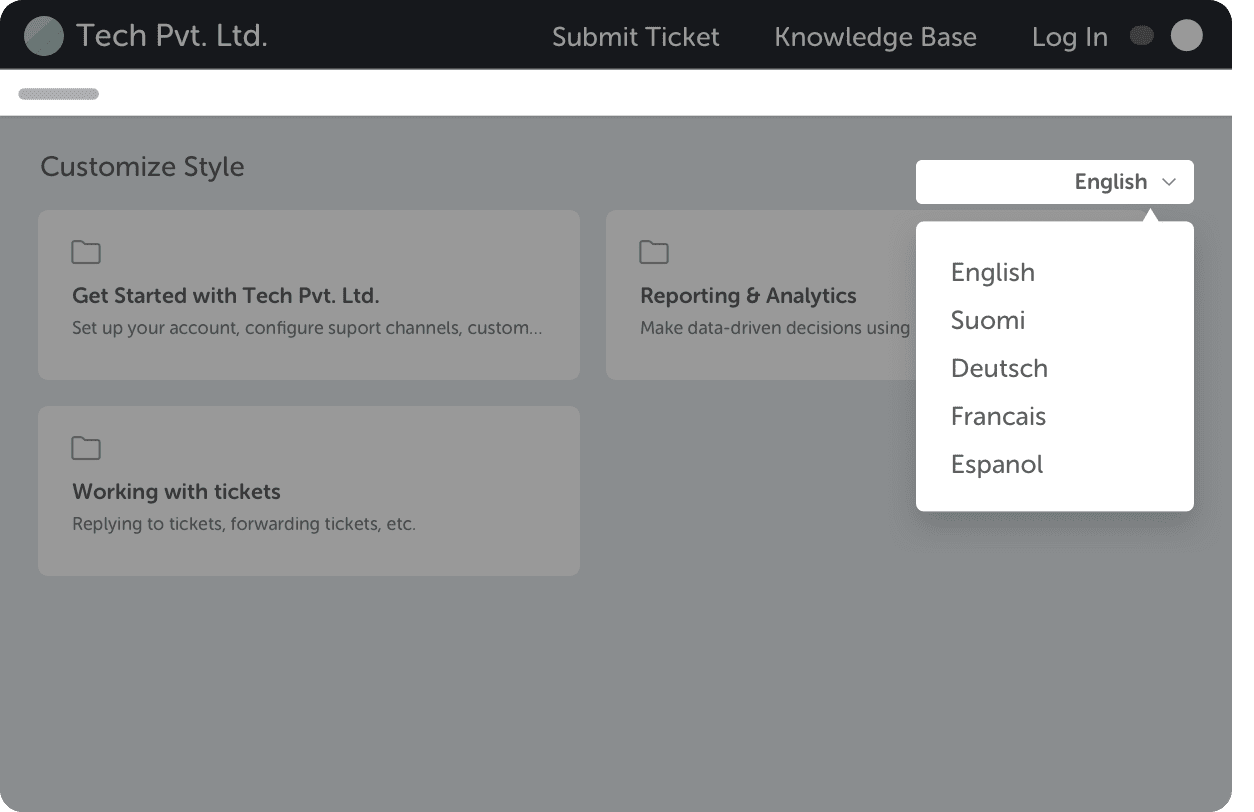 Tech Pvt. Ltd.
Submit Ticket
Knowledge Base
Log In
Customize Style
English
Get Started with Tech Pvt. Ltd.
Set up your account, configure suport channels, custom...
Reporting & Analytics
Make data-driven decisions using
English
Suomi
Deutsch
Francais
Espanol
Working with tickets
Replying to tickets, forwarding tickets, etc.